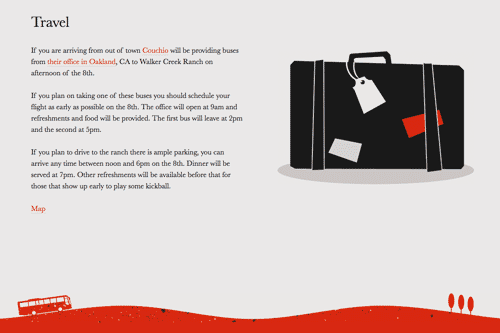 Travel
If you are arriving from out of town Couchio will be providing buses
from their office in Oakland, CA to Walker Creek Ranch on
afternoon of the 8th.
If you plan on taking one of these buses you should schedule your
flight as early as possible on the 8th. The office will open at 9am and
refreshments and food will be provided. The first bus will leave at 2pm
and the second at 5pm.
If you plan to drive to the ranch there is ample parking, you can
arrive any time between noon and 6pm on the 8th. Dinner will be
served at 7pm. Other refreshments will be available before that for
those that show up early to play some kickball.
Map